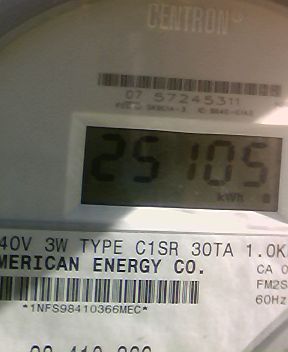 CENTRON®
07 57245311
25105
kWh
40V 3W TYPE C1SR 30TA 1.0K
MERICAN ENERGY CO. CA 0
FM2S
60Hz
*1NFS98410366MEC*